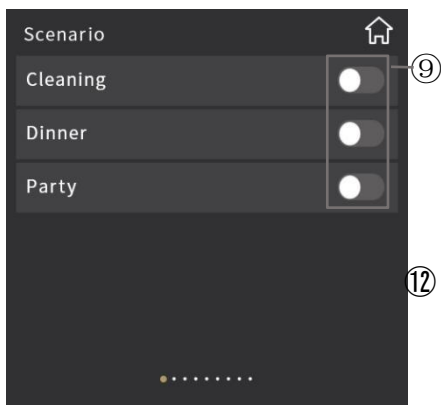 Scenario
Cleaning
⑨
Dinner
Party
⑫